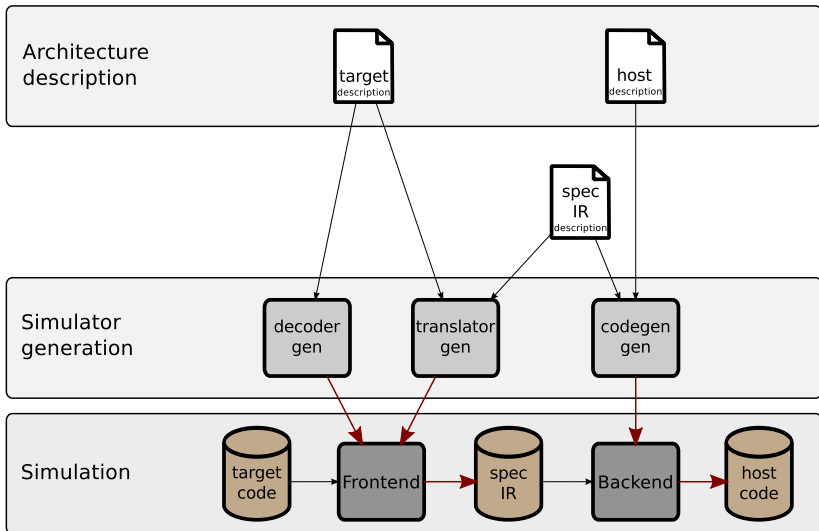 Architecture
description
target
description
host
description
spec
IR
description
Simulator
generation
decoder
gen
translator
gen
codegen
gen
Simulation
target
code
Frontend
spec
IR
Backend
host
code